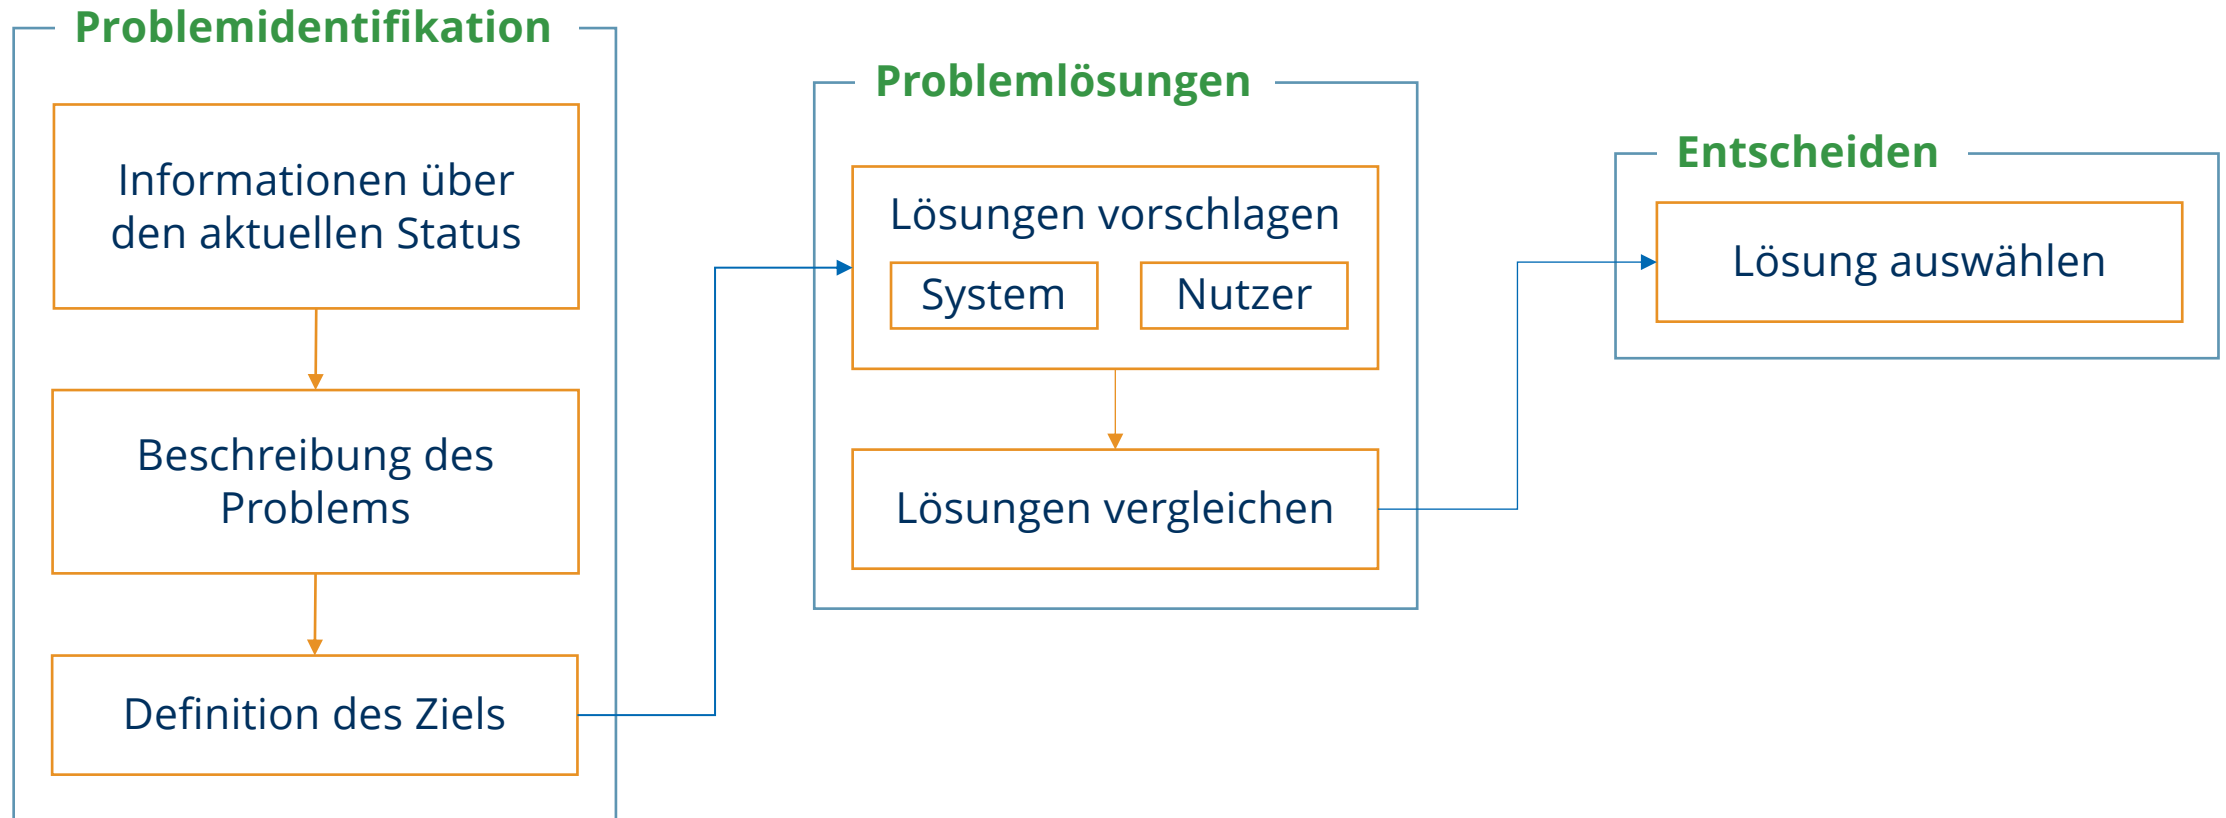 Problemidentifikation
Informationen über
den aktuellen Status
Beschreibung des
Problems
Definition des Ziels
Problemlösungen
Lösungen vorschlagen
System
Nutzer
Lösungen vergleichen
Entscheiden
Lösung auswählen